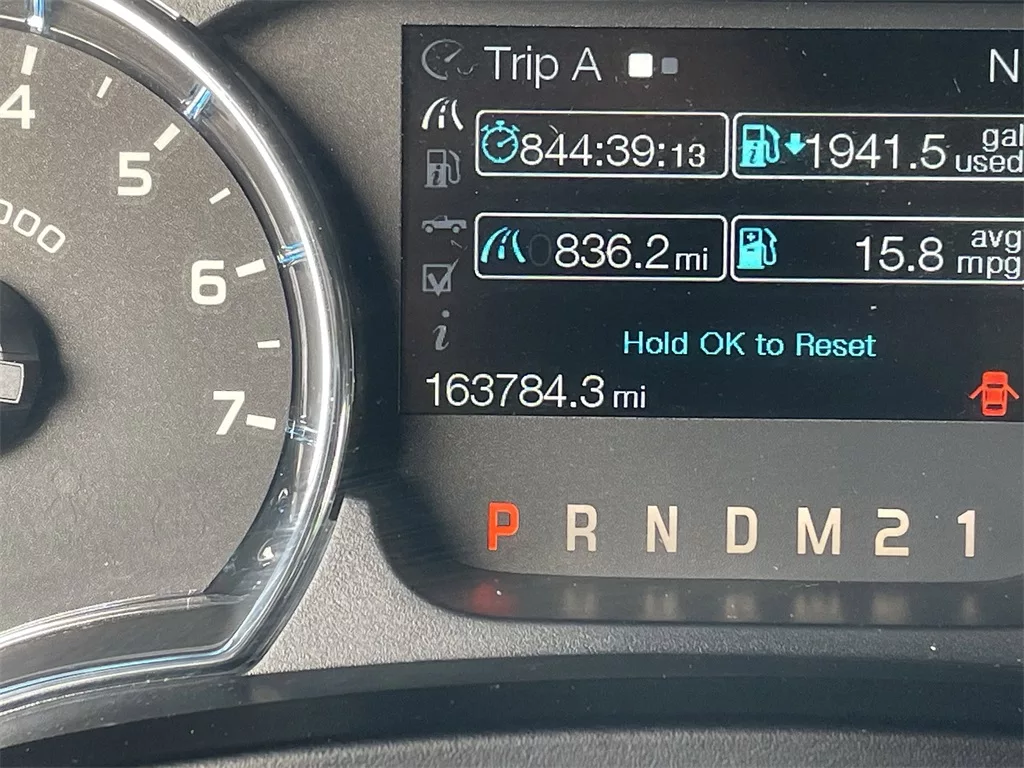 Trip A
N
844:39:13
1941.5 gal used
0836.2 mi
15.8 avg mpg
Hold OK to Reset
163784.3 mi
4
5
6
7
P R N D M 2 1